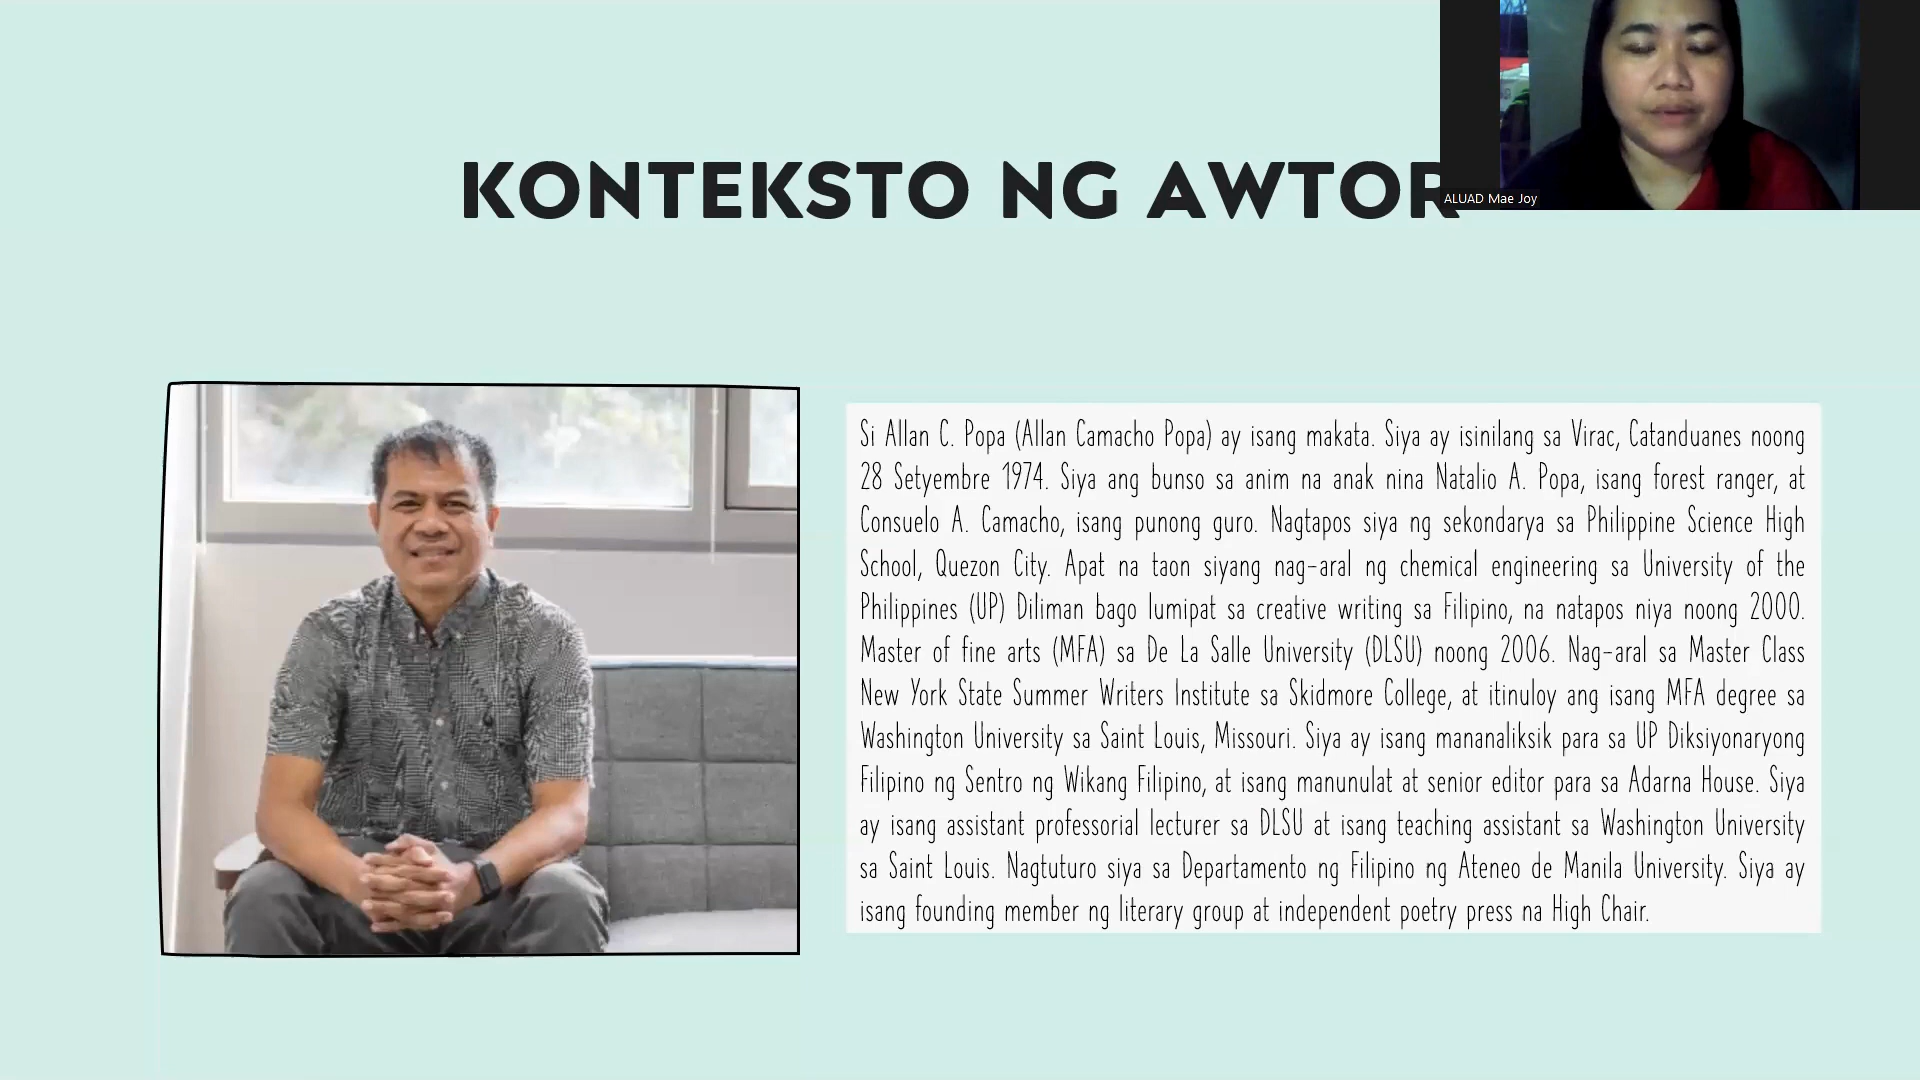 KONTEKSTO NG AWTOR
ALUAD Mae Joy
Si Allan C. Popa (Allan Camacho Popa) ay isang makata. Siya ay isinilang sa Virac, Catanduanes noong
28 Setyembre 1974. Siya ang bunso sa anim na anak nina Natalio A. Popa, isang forest ranger, at
Consuelo A. Camacho, isang punong guro. Nagtapos siya ng sekondarya sa Philippine Science High
School, Quezon City. Apat na taon siyang nag-aral ng chemical engineering sa University of the
Philippines (UP) Diliman bago lumipat sa creative writing sa Filipino, na natapos niya noong 2000.
Master of fine arts (MFA) sa De La Salle University (DLSU) noong 2006. Nag-aral sa Master Class
New York State Summer Writers Institute sa Skidmore College, at itinuloy ang isang MFA degree sa
Washington University sa Saint Louis, Missouri. Siya ay isang mananaliksik para sa UP Diksiyonaryong
Filipino ng Sentro ng Wikang Filipino, at isang manunulat at senior editor para sa Adarna House. Siya
ay isang assistant professorial lecturer sa DLSU at isang teaching assistant sa Washington University
sa Saint Louis. Nagtuturo siya sa Departamento ng Filipino ng Ateneo de Manila University. Siya ay
isang founding member ng literary group at independent poetry press na High Chair.